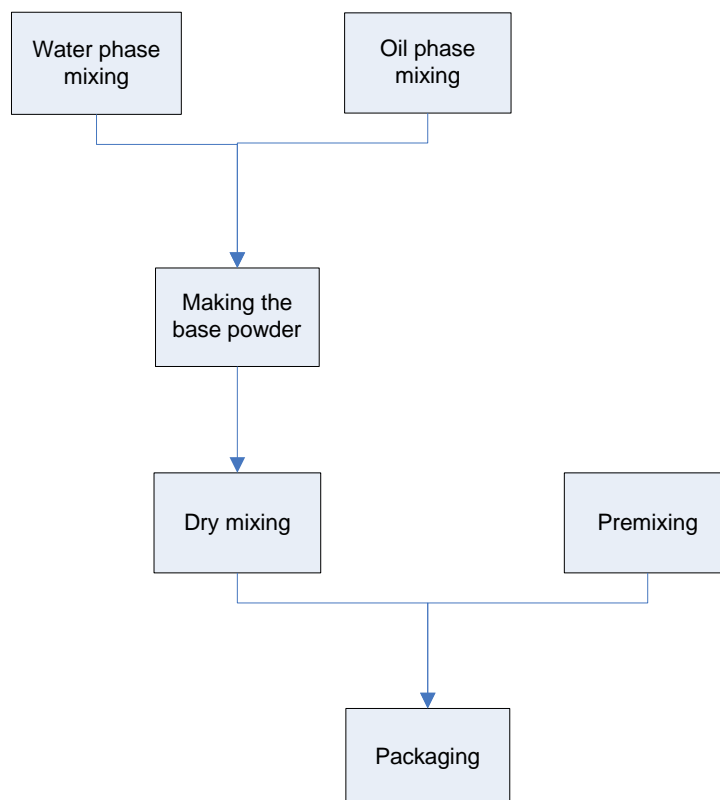 Water phase
mixing
Oil phase
mixing
Making the
base powder
Dry mixing
Premixing
Packaging